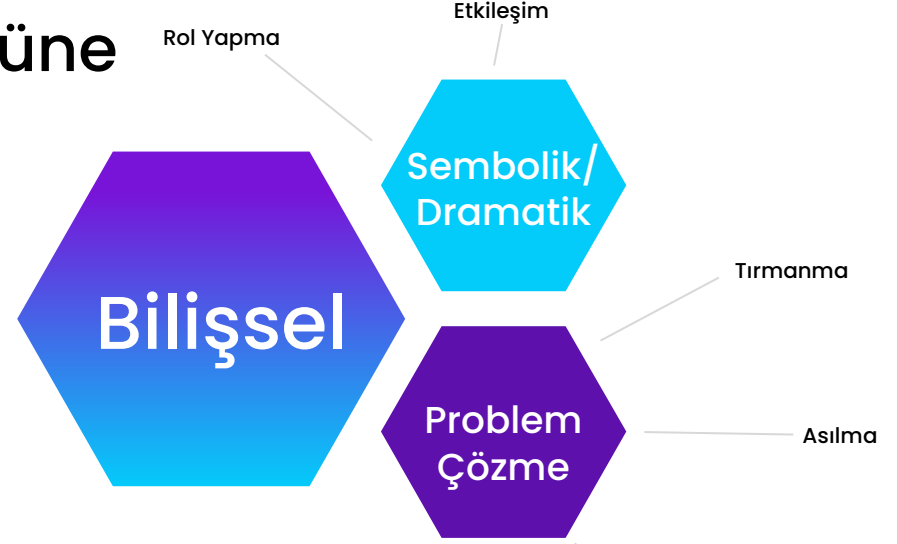 Etkileşim
üne
Rol Yapma
Sembolik/
Dramatik
Bilişsel
Tırmanma
Problem
Çözme
Asılma